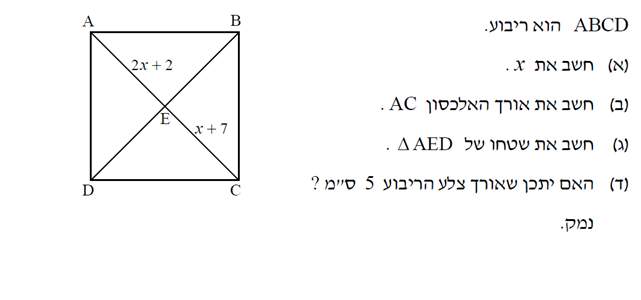 ABCD הוא ריבוע.
(א) חשב את x .
(ב) חשב את אורך האלכסון AC .
(ג) חשב את שטחו של Δ AED .
(ד) האם יתכן שאורך צלע הריבוע 5 ס״מ ?
נמק.
A
B
2x + 2
E
x + 7
D
C